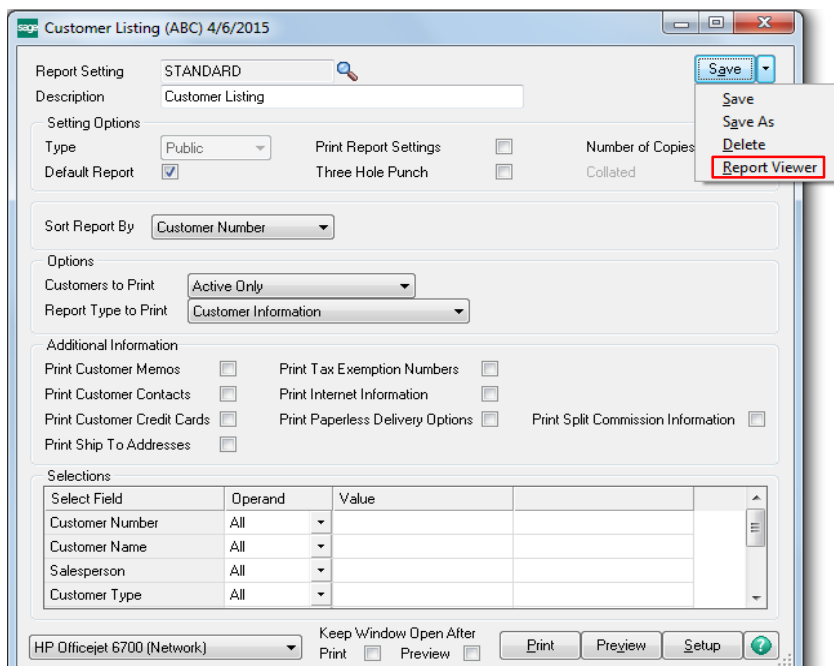 sage Customer Listing (ABC) 4/6/2015
Report Setting STANDARD Save
Description Customer Listing
Save
Save As
Delete
Report Viewer
Setting Options
Type Public Print Report Settings Number of Copies
Default Report Three Hole Punch Collated
Sort Report By Customer Number
Options
Customers to Print Active Only
Report Type to Print Customer Information
Additional Information
Print Customer Memos Print Tax Exemption Numbers
Print Customer Contacts Print Internet Information
Print Customer Credit Cards Print Paperless Delivery Options Print Split Commission Information
Print Ship To Addresses
Selections
Select Field Operand Value
Customer Number All
Customer Name All
Salesperson All
Customer Type All
HP Officejet 6700 (Network) Keep Window Open After
Print Preview Print Preview Setup ?